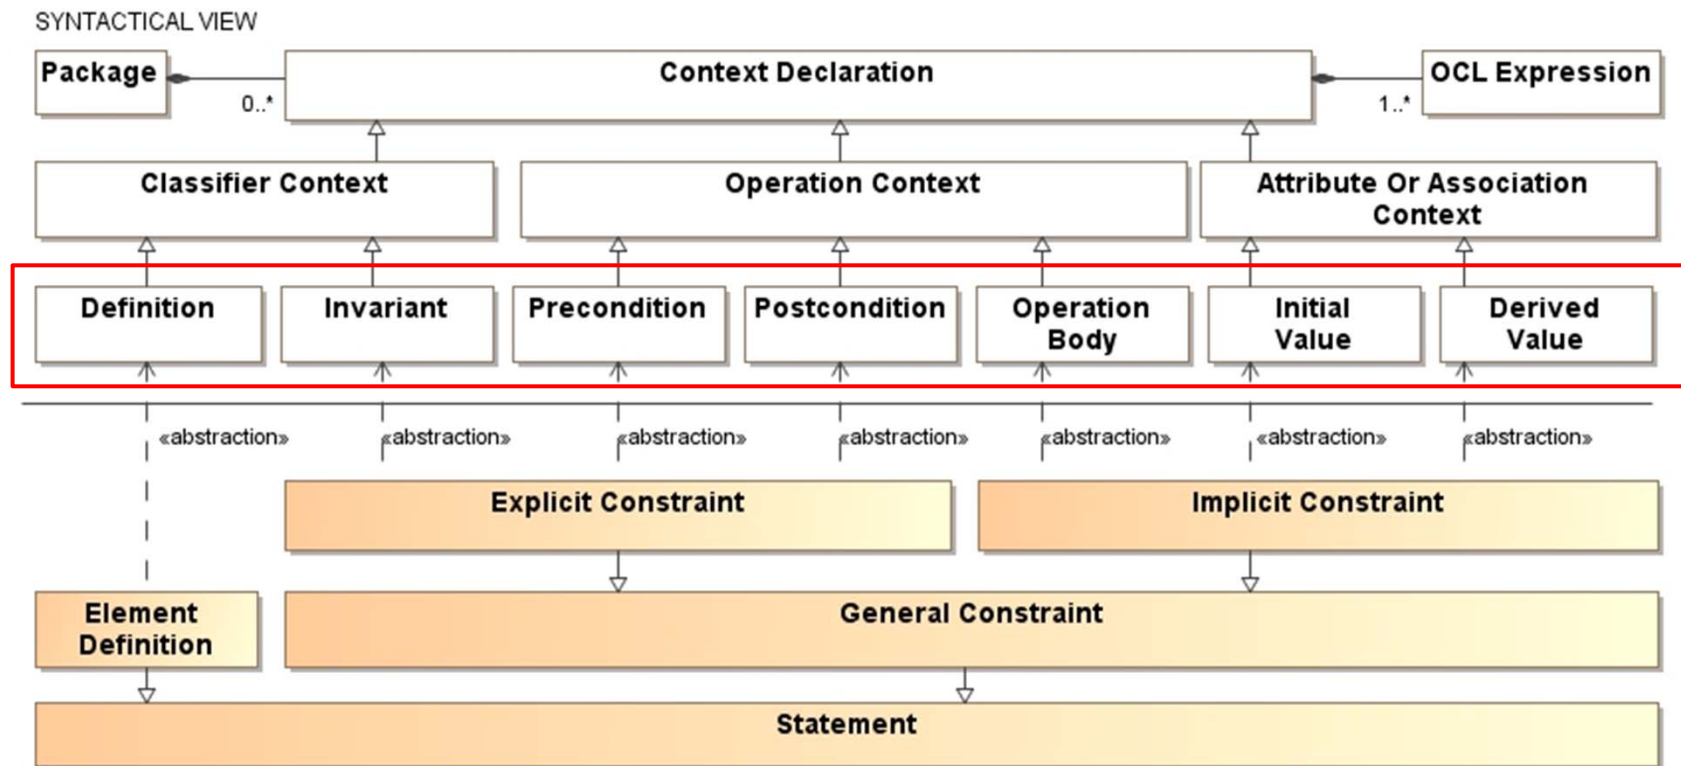 SYNTACTICAL VIEW
Package
Context Declaration
OCL Expression
0..*
1..*
Classifier Context
Operation Context
Attribute Or Association
Context
Definition
Invariant
Precondition
Postcondition
Operation
Body
Initial
Value
Derived
Value
«abstraction»
«abstraction»
«abstraction»
«abstraction»
«abstraction»
«abstraction»
«abstraction»
Explicit Constraint
Implicit Constraint
Element
Definition
General Constraint
Statement